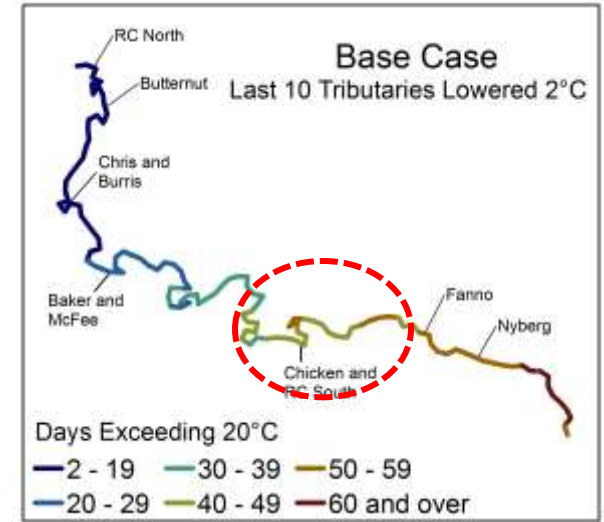 RC North
Base Case
Last 10 Tributaries Lowered 2°C
Butternut
Chris and
Burris
Baker and
McFee
Fanno
Nyberg
Chicken and
RC South
Days Exceeding 20°C
2 - 19
30 - 39
50 - 59
20 - 29
40 - 49
60 and over